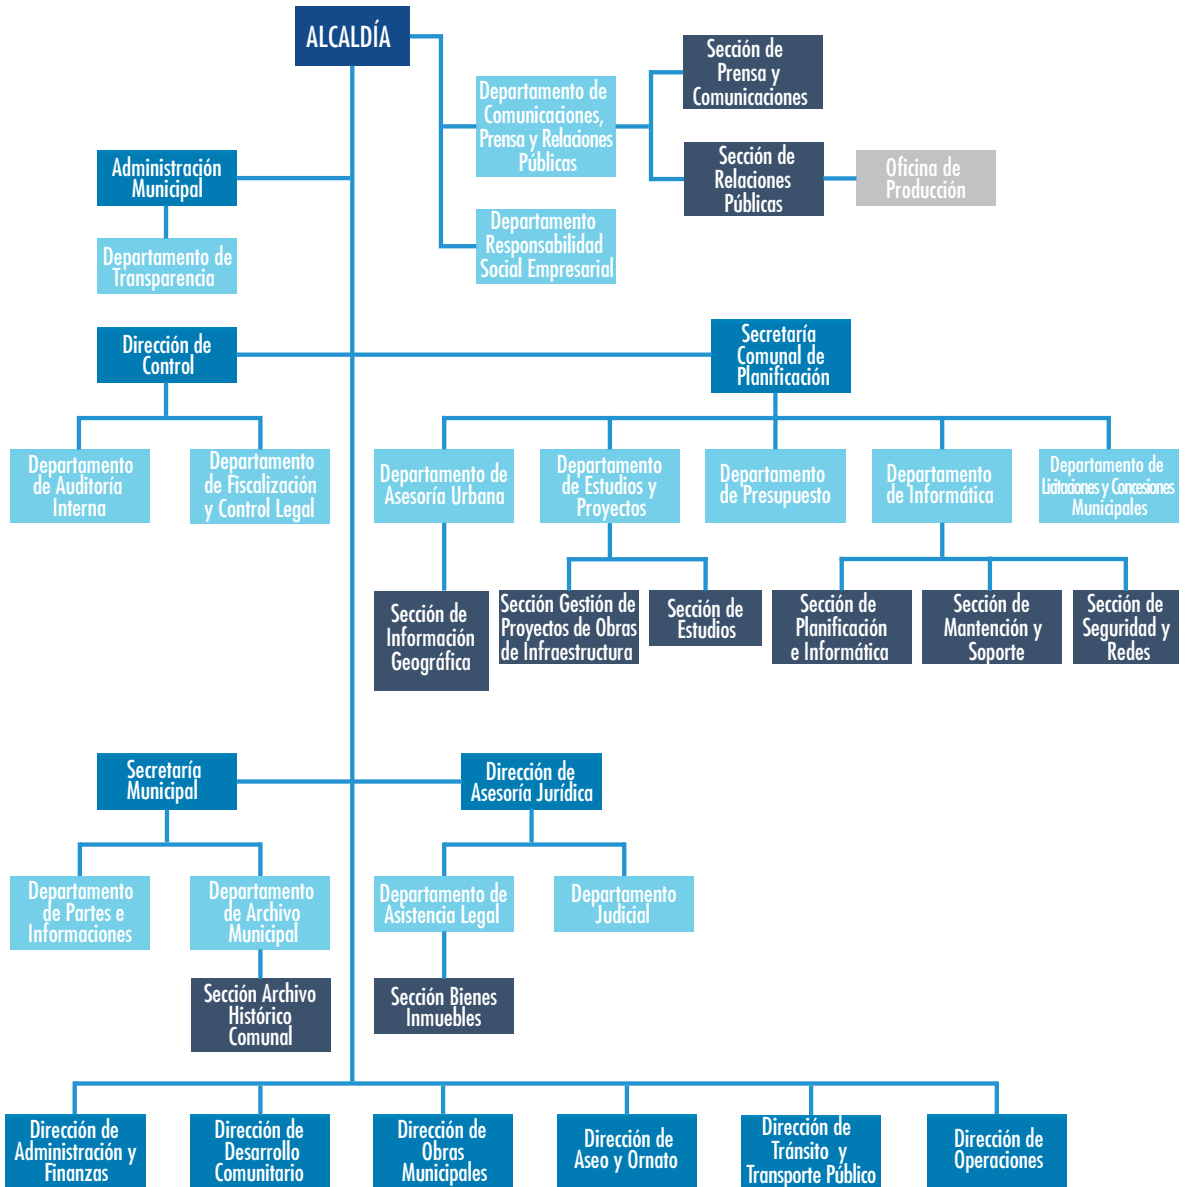 ALCALDÍA
Sección de
Prensa y
Comunicaciones
Departamento de
Comunicaciones,
Prensa y Relaciones
Públicas
Sección de
Relaciones
Públicas
Oficina de
Producción
Administración
Municipal
Departamento
Responsabilidad
Social Empresarial
Departamento de
Transparencia
Dirección de
Control
Secretaría
Comunal de
Planificación
Departamento
de Auditoría
Interna
Departamento
de Fiscalización
y Control Legal
Departamento de
Asesoría Urbana
Departamento
de Estudios y
Proyectos
Departamento
de Presupuesto
Departamento
de Informática
Departamento de
Licitaciones y Concesiones
Municipales
Sección de
Información
Geográfica
Sección Gestión de
Proyectos de Obras
de Infraestructura
Sección de
Estudios
Sección de
Planificación
e Informática
Sección de
Mantención y
Soporte
Sección de
Seguridad y
Redes
Secretaría
Municipal
Dirección de
Asesoría Jurídica
Departamento
de Partes e
Informaciones
Departamento
de Archivo
Municipal
Departamento de
Asistencia Legal
Departamento
Judicial
Sección Archivo
Histórico
Comunal
Sección Bienes
Inmuebles
Dirección de
Administración y
Finanzas
Dirección de
Desarrollo
Comunitario
Dirección de
Obras
Municipales
Dirección de
Aseo y Ornato
Dirección de
Tránsito y
Transporte Público
Dirección de
Operaciones